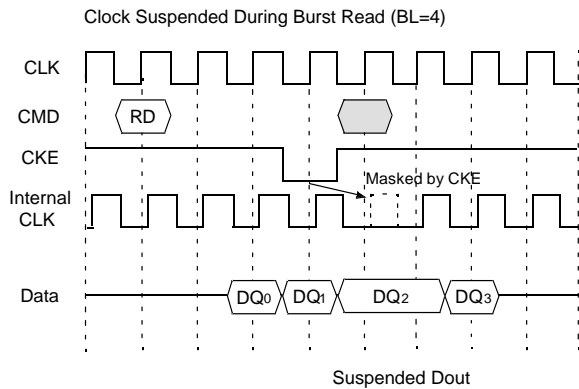 Clock Suspended During Burst Read (BL=4)
CLK
CMD
RD
CKE
Masked by CKE
Internal
CLK
Data
DQ0
DQ1
DQ2
DQ3
Suspended Dout